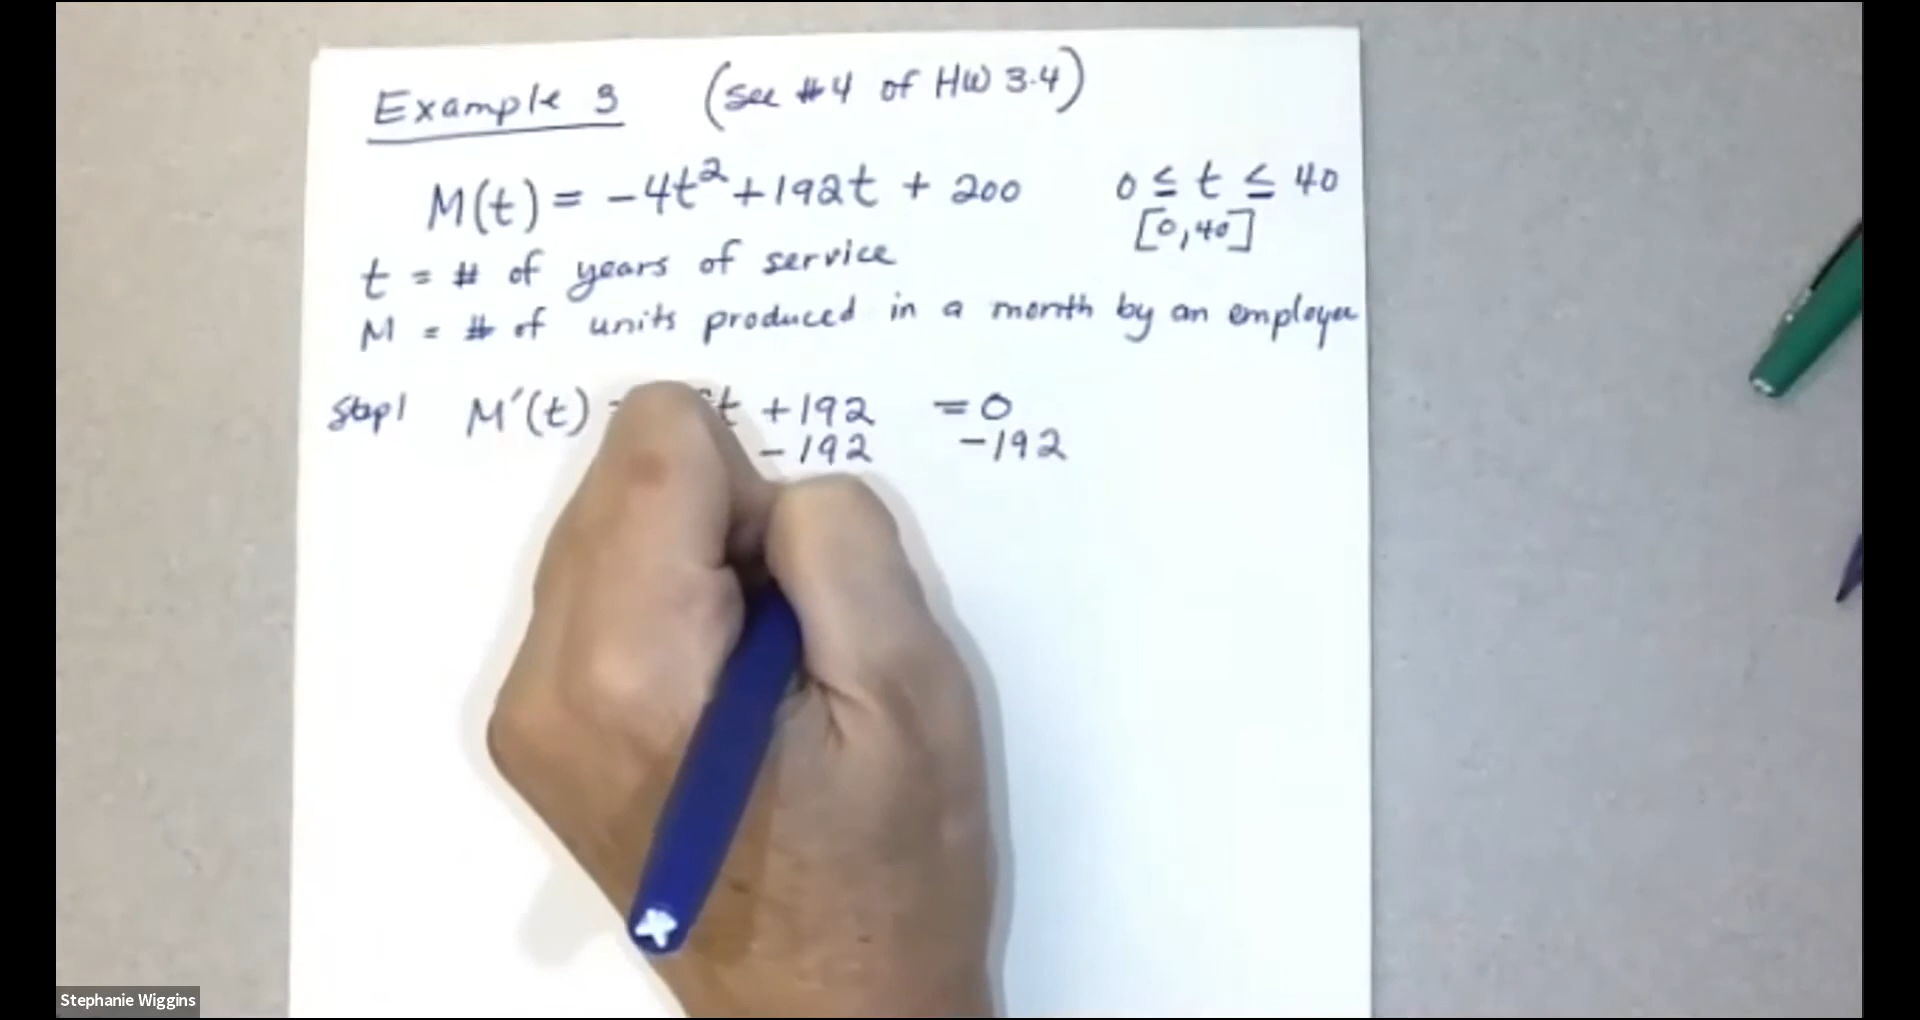 Example 3 (see #4 of HW 3.4)
M(t) = -4t² + 192t + 200 0 ≤ t ≤ 40
[0,40]
t = # of years of service
M = # of units produced in a month by an employee
Step 1 M'(t) t + 192 = 0
- 192 - 192
Stephanie Wiggins